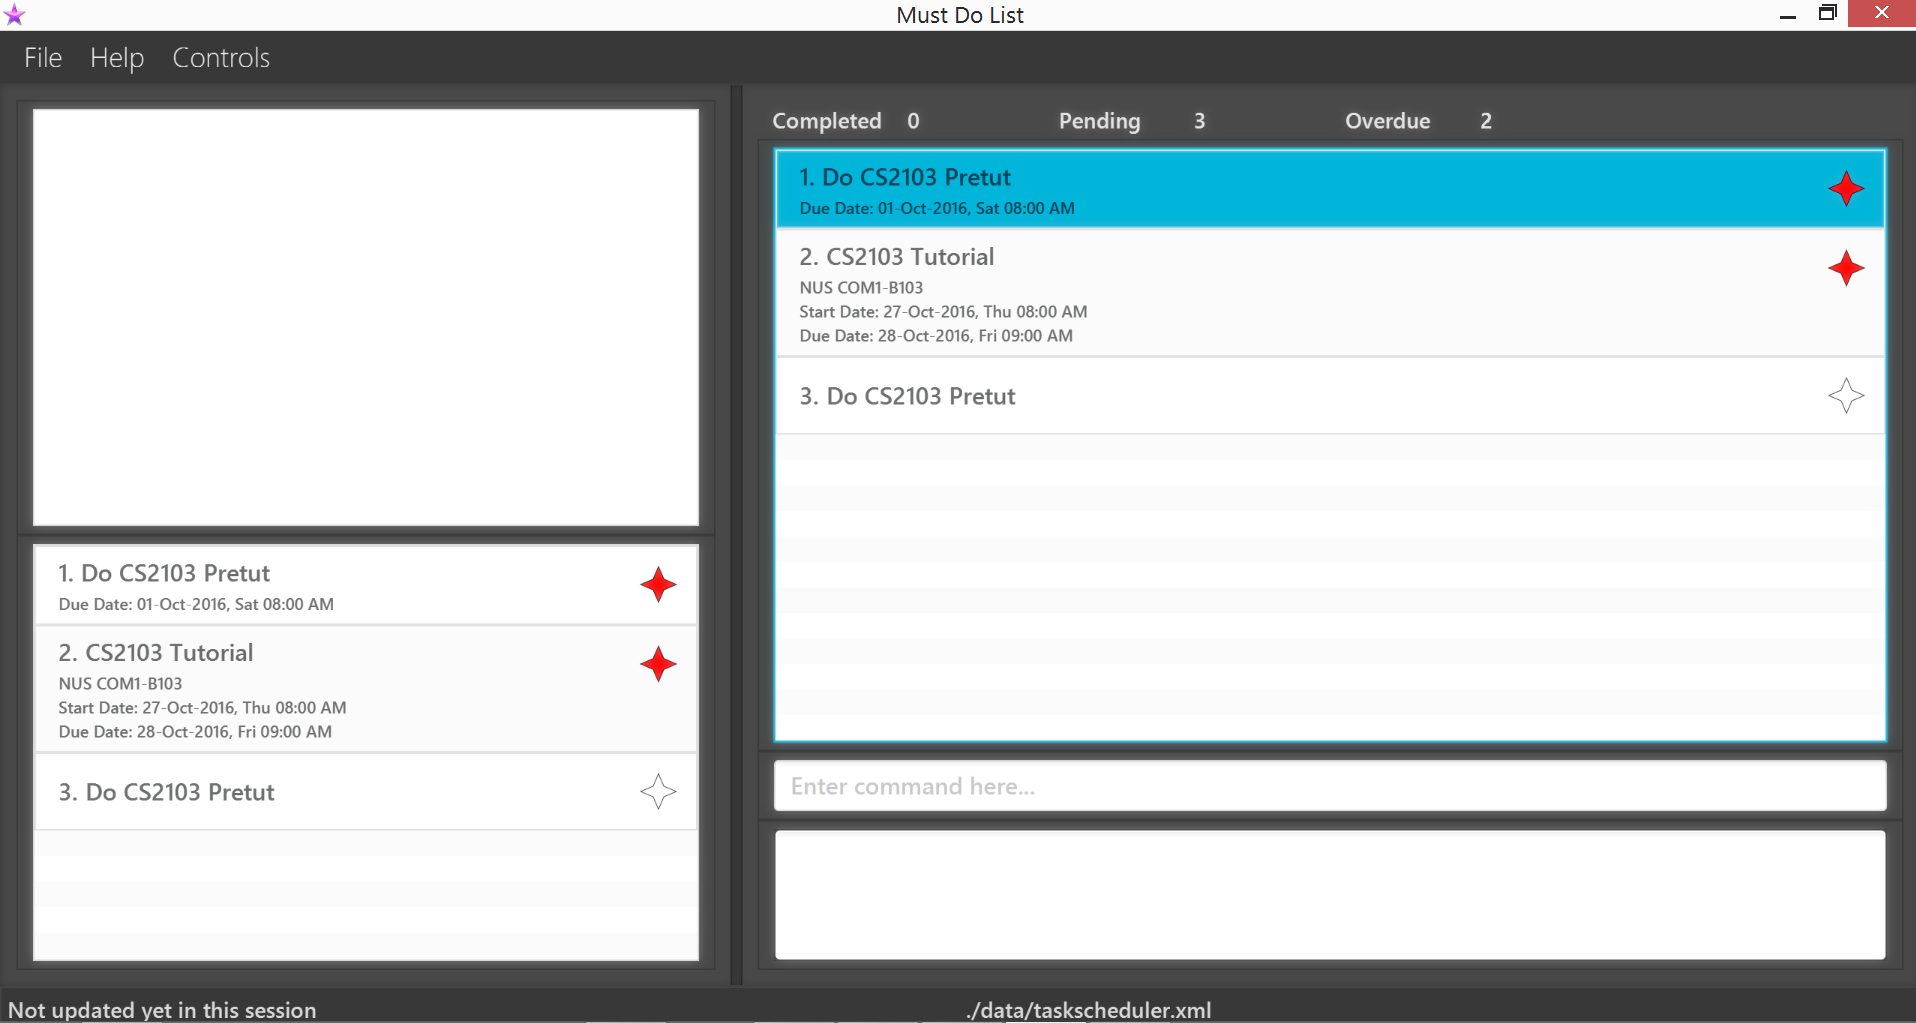 Must Do List
File Help Controls
Completed 0 Pending 3 Overdue 2
1. Do CS2103 Pretut
Due Date: 01-Oct-2016, Sat 08:00 AM
2. CS2103 Tutorial
NUS COM1-B103
Start Date: 27-Oct-2016, Thu 08:00 AM
Due Date: 28-Oct-2016, Fri 09:00 AM
3. Do CS2103 Pretut
1. Do CS2103 Pretut
Due Date: 01-Oct-2016, Sat 08:00 AM
2. CS2103 Tutorial
NUS COM1-B103
Start Date: 27-Oct-2016, Thu 08:00 AM
Due Date: 28-Oct-2016, Fri 09:00 AM
3. Do CS2103 Pretut
Enter command here...
Not updated yet in this session
./data/taskscheduler.xml